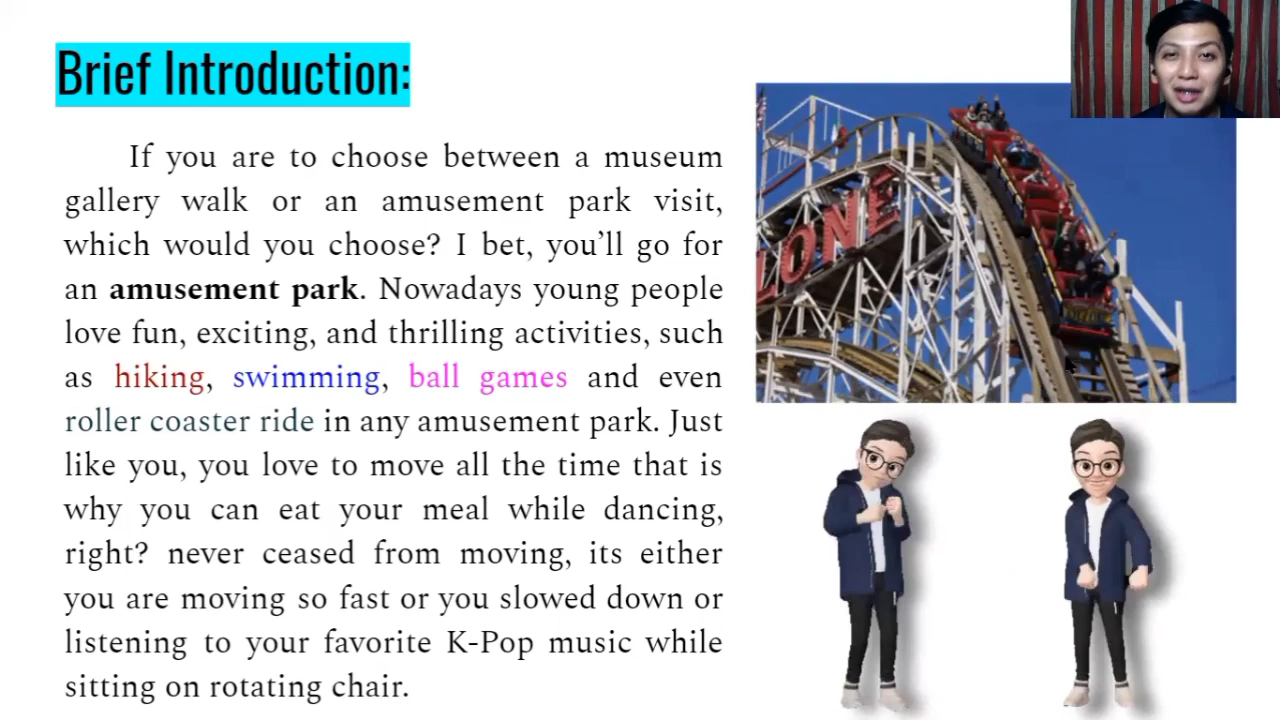 Brief Introduction:
If you are to choose between a museum
gallery walk or an amusement park visit,
which would you choose? I bet, you’ll go for
an amusement park. Nowadays young people
love fun, exciting, and thrilling activities, such
as hiking, swimming, ball games and even
roller coaster ride in any amusement park. Just
like you, you love to move all the time that is
why you can eat your meal while dancing,
right? never ceased from moving, its either
you are moving so fast or you slowed down or
listening to your favorite K-Pop music while
sitting on rotating chair.
LONE